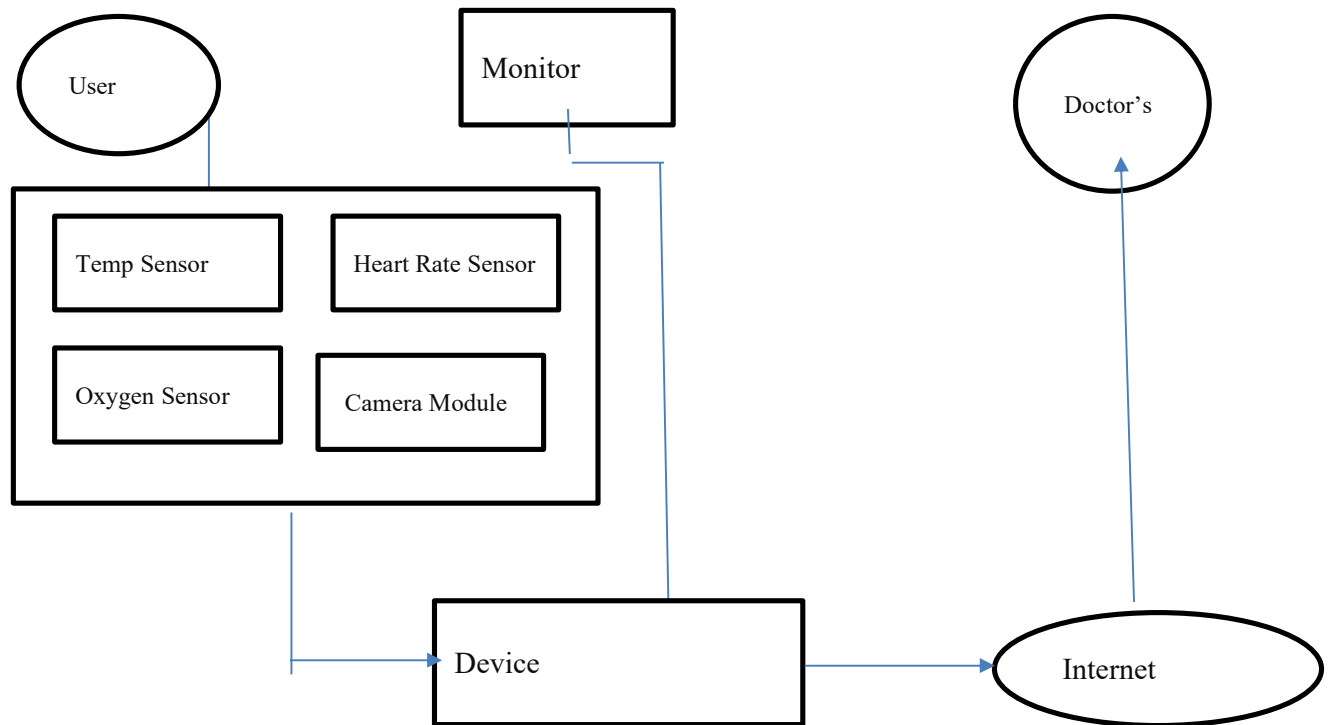 User
Monitor
Doctor’s
Temp Sensor
Heart Rate Sensor
Oxygen Sensor
Camera Module
Device
Internet